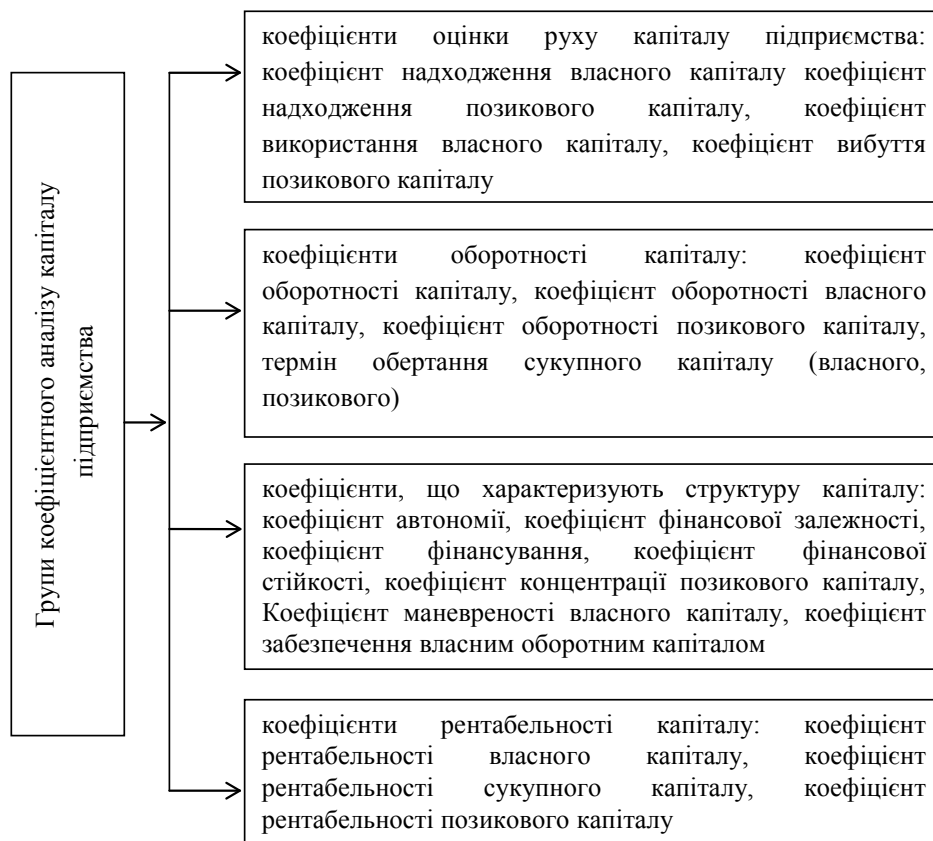 Групи коефіцієнтного аналізу капіталу
підприємства
коефіцієнти оцінки руху капіталу підприємства:
коефіцієнт надходження власного капіталу коефіцієнт
надходження позикового капіталу, коефіцієнт
використання власного капіталу, коефіцієнт вибуття
позикового капіталу
коефіцієнти оборотності капіталу: коефіцієнт
оборотності капіталу, коефіцієнт оборотності власного
капіталу, коефіцієнт оборотності позикового капіталу,
термін обертання сукупного капіталу (власного,
позикового)
коефіцієнти, що характеризують структуру капіталу:
коефіцієнт автономії, коефіцієнт фінансової залежності,
коефіцієнт фінансування, коефіцієнт фінансової
стійкості, коефіцієнт концентрації позикового капіталу,
Коефіцієнт маневреності власного капіталу, коефіцієнт
забезпечення власним оборотним капіталом
коефіцієнти рентабельності капіталу: коефіцієнт
рентабельності власного капіталу, коефіцієнт
рентабельності сукупного капіталу, коефіцієнт
рентабельності позикового капіталу